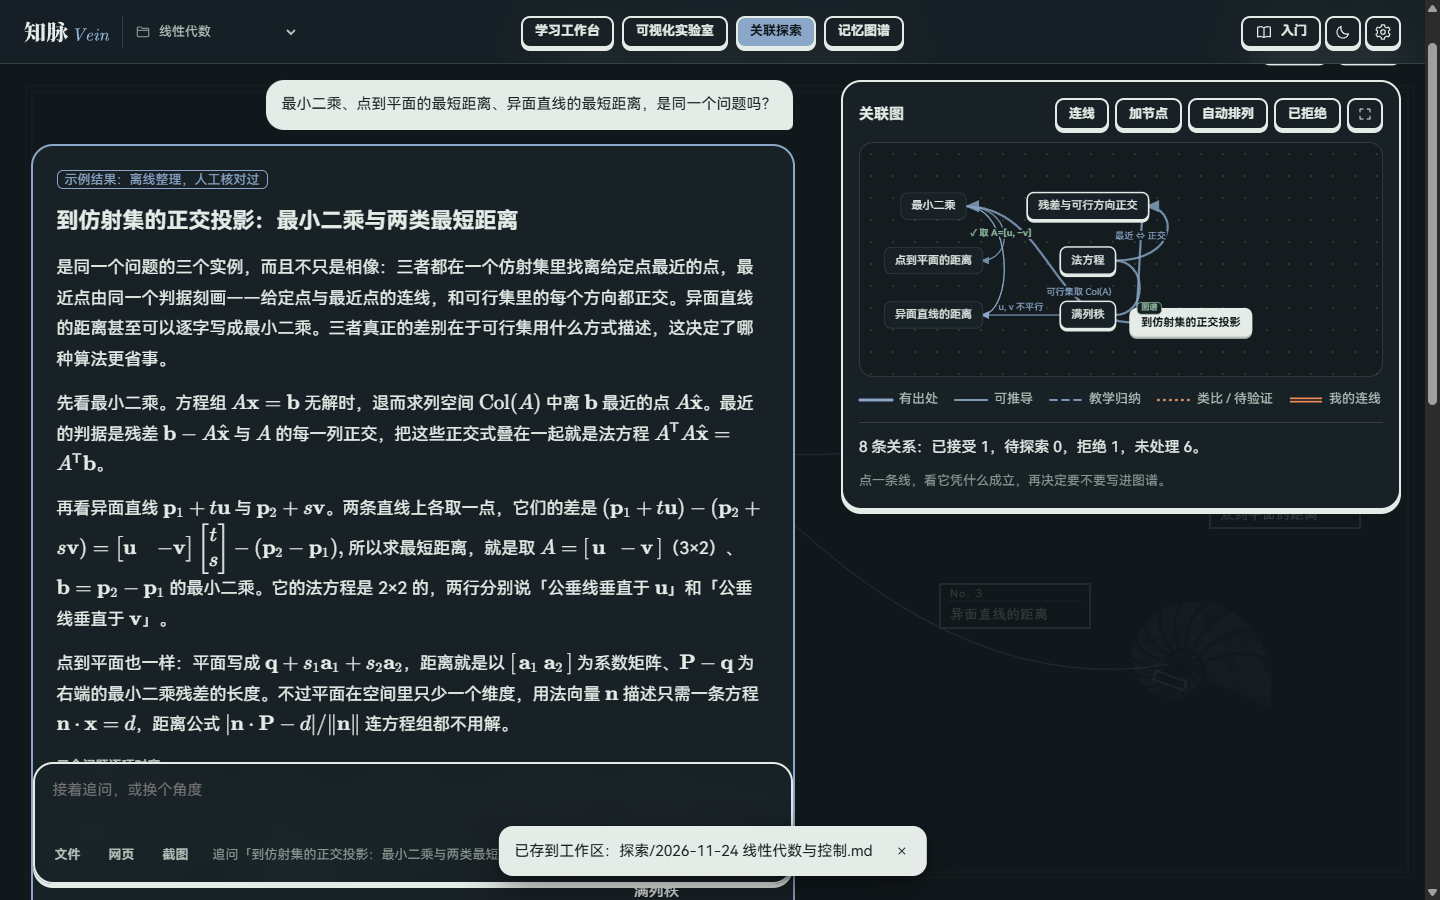 知脉 Vein
线性代数
学习工作台
可视化实验室
关联探索
记忆图谱
入门
最小二乘、点到平面的最短距离、异面直线的最短距离，是同一个问题吗？
示例结果：离线整理，人工核对过
到仿射集的正交投影：最小二乘与两类最短距离
是同一个问题的三个实例，而且不只是相像：三者都在一个仿射集里找离给定点最近的点，最
近点由同一个判据刻画——给定点与最近点的连线，和可行集里的每个方向都正交。异面直线
的距离甚至可以逐字写成最小二乘。三者真正的差别在于可行集用什么方式描述，这决定了哪
种算法更省事。
先看最小二乘。方程组 Ax = b 无解时，退而求列空间 Col(A) 中离 b 最近的点 Ax̂。最近
的判据是残差 b − Ax̂ 与 A 的每一列正交，把这些正交式叠在一起就是法方程 AᵀAx̂ =
Aᵀb。
再看异面直线 p₁ + tu 与 p₂ + sv。两条直线上各取一点，它们的差是 (p₁ + tu) − (p₂ +
sv) = [u −v] [t s] − (p₂ − p₁), 所以求最短距离，就是取 A = [u −v]（3×2）、
b = p₂ − p₁ 的最小二乘。它的法方程是 2×2 的，两行分别说「公垂线垂直于 u」和「公垂
线垂直于 v」。
点到平面也一样：平面写成 q + s₁a₁ + s₂a₂，距离就是以 [a₁ a₂] 为系数矩阵、P − q 为
右端的最小二乘残差的长度。不过平面在空间里只少一个维度，用法向量 n 描述只需一条方程
n · x = d，距离公式 |n · P − d|/‖n‖ 连方程组都不用解。
接着追问，或换个角度
文件
网页
截图
追问「到仿射集的正交投影：最小二乘与两类最短
满列秩
已存到工作区：探索/2026-11-24 线性代数与控制.md
×
关联图
连线
加节点
自动排列
已拒绝
最小二乘
残差与可行方向正交
✓ 取 A=[u, −v]
最近 ⇔ 正交
点到平面的距离
法方程
可行集取 Col(A)
异面直线的距离
u, v 不平行
满列秩
图谱
到仿射集的正交投影
有出处
可推导
教学归纳
类比 / 待验证
我的连线
8 条关系：已接受 1，待探索 0，拒绝 1，未处理 6。
点一条线，看它凭什么成立，再决定要不要写进图谱。
点到平面的距离
No. 3
异面直线的距离